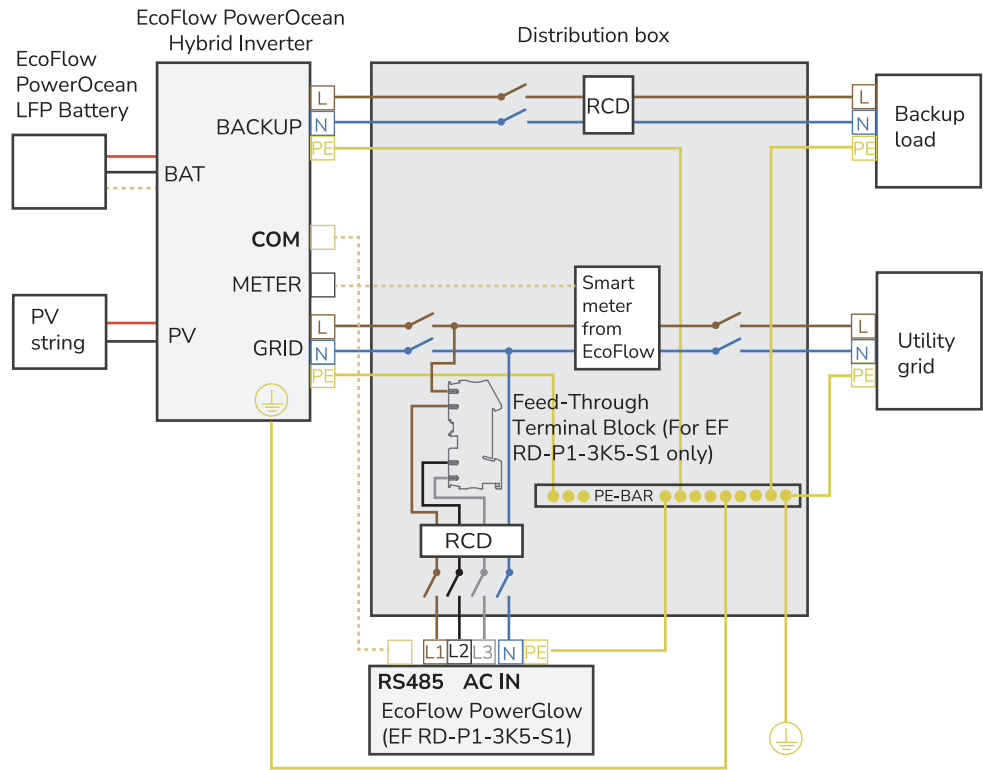 EcoFlow PowerOcean
Hybrid Inverter
Distribution box
EcoFlow
PowerOcean
LFP Battery
L
N
PE
BACKUP
RCD
L
N
PE
Backup
load
BAT
COM
METER
Smart
meter
from
EcoFlow
PV
string
PV
L
N
PE
GRID
L
N
PE
Utility
grid
Feed-Through
Terminal Block (For EF
RD-P1-3K5-S1 only)
PE-BAR
RCD
L1 L2 L3 N PE
RS485 AC IN
EcoFlow PowerGlow
(EF RD-P1-3K5-S1)